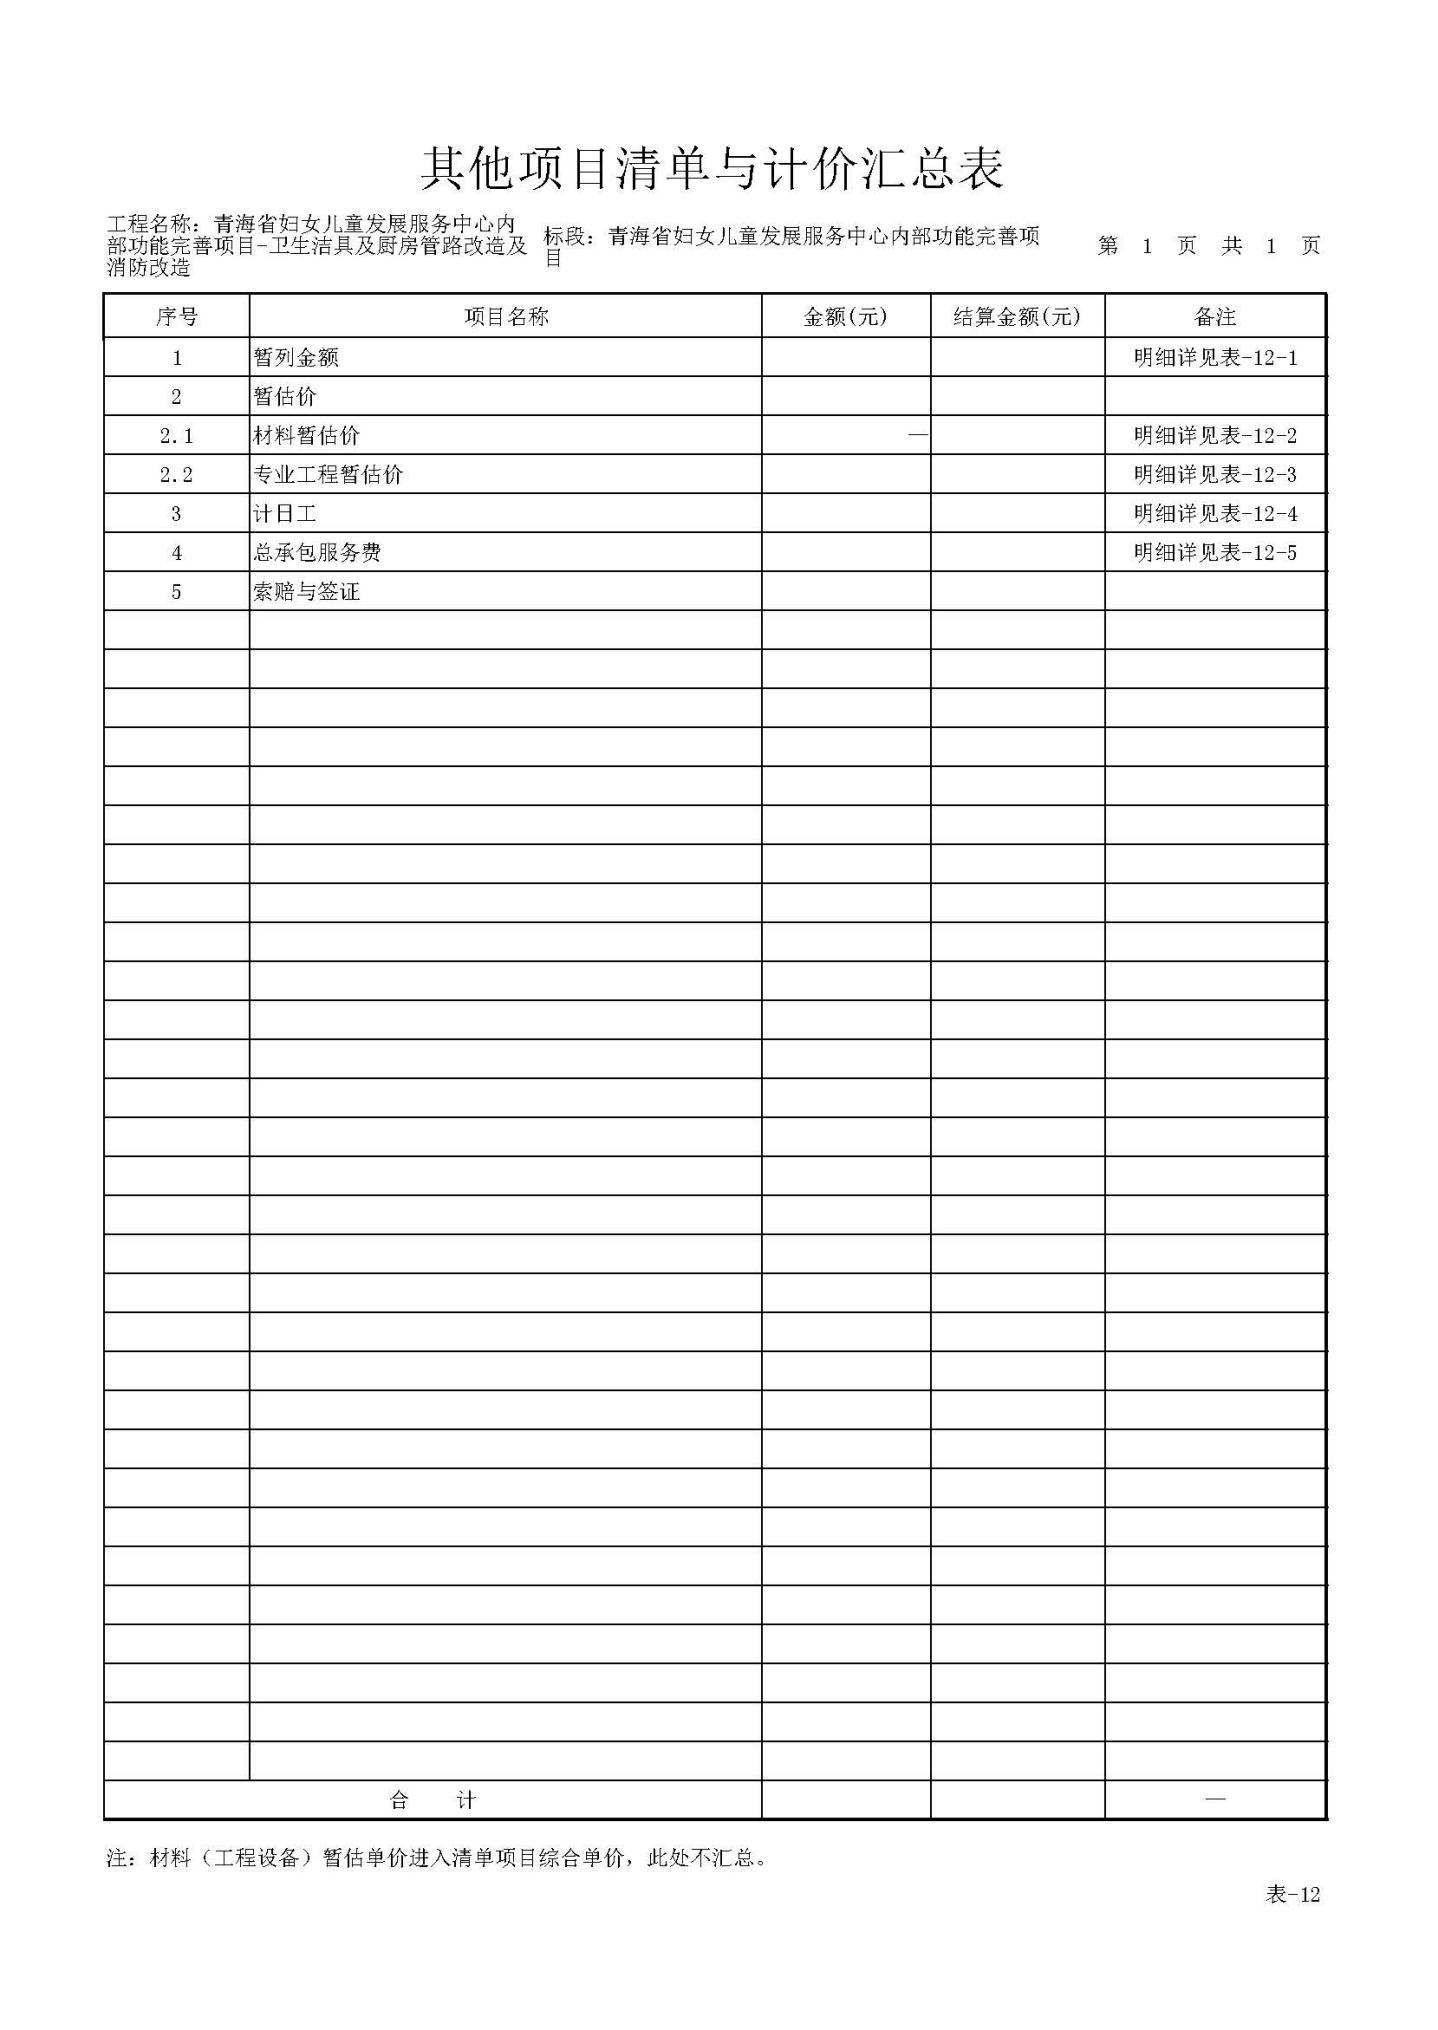 其他项目清单与计价汇总表
工程名称：青海省妇女儿童发展服务中心内
部功能完善项目-卫生洁具及厨房管路改造及
消防改造
标段：青海省妇女儿童发展服务中心内部功能完善项
目
第 1 页 共 1 页
序号 项目名称 金额(元) 结算金额(元) 备注
1 暂列金额 明细详见表-12-1
2 暂估价
2.1 材料暂估价 — 明细详见表-12-2
2.2 专业工程暂估价 明细详见表-12-3
3 计日工 明细详见表-12-4
4 总承包服务费 明细详见表-12-5
5 索赔与签证
合 计 —
注：材料（工程设备）暂估单价进入清单项目综合单价，此处不汇总。
表-12